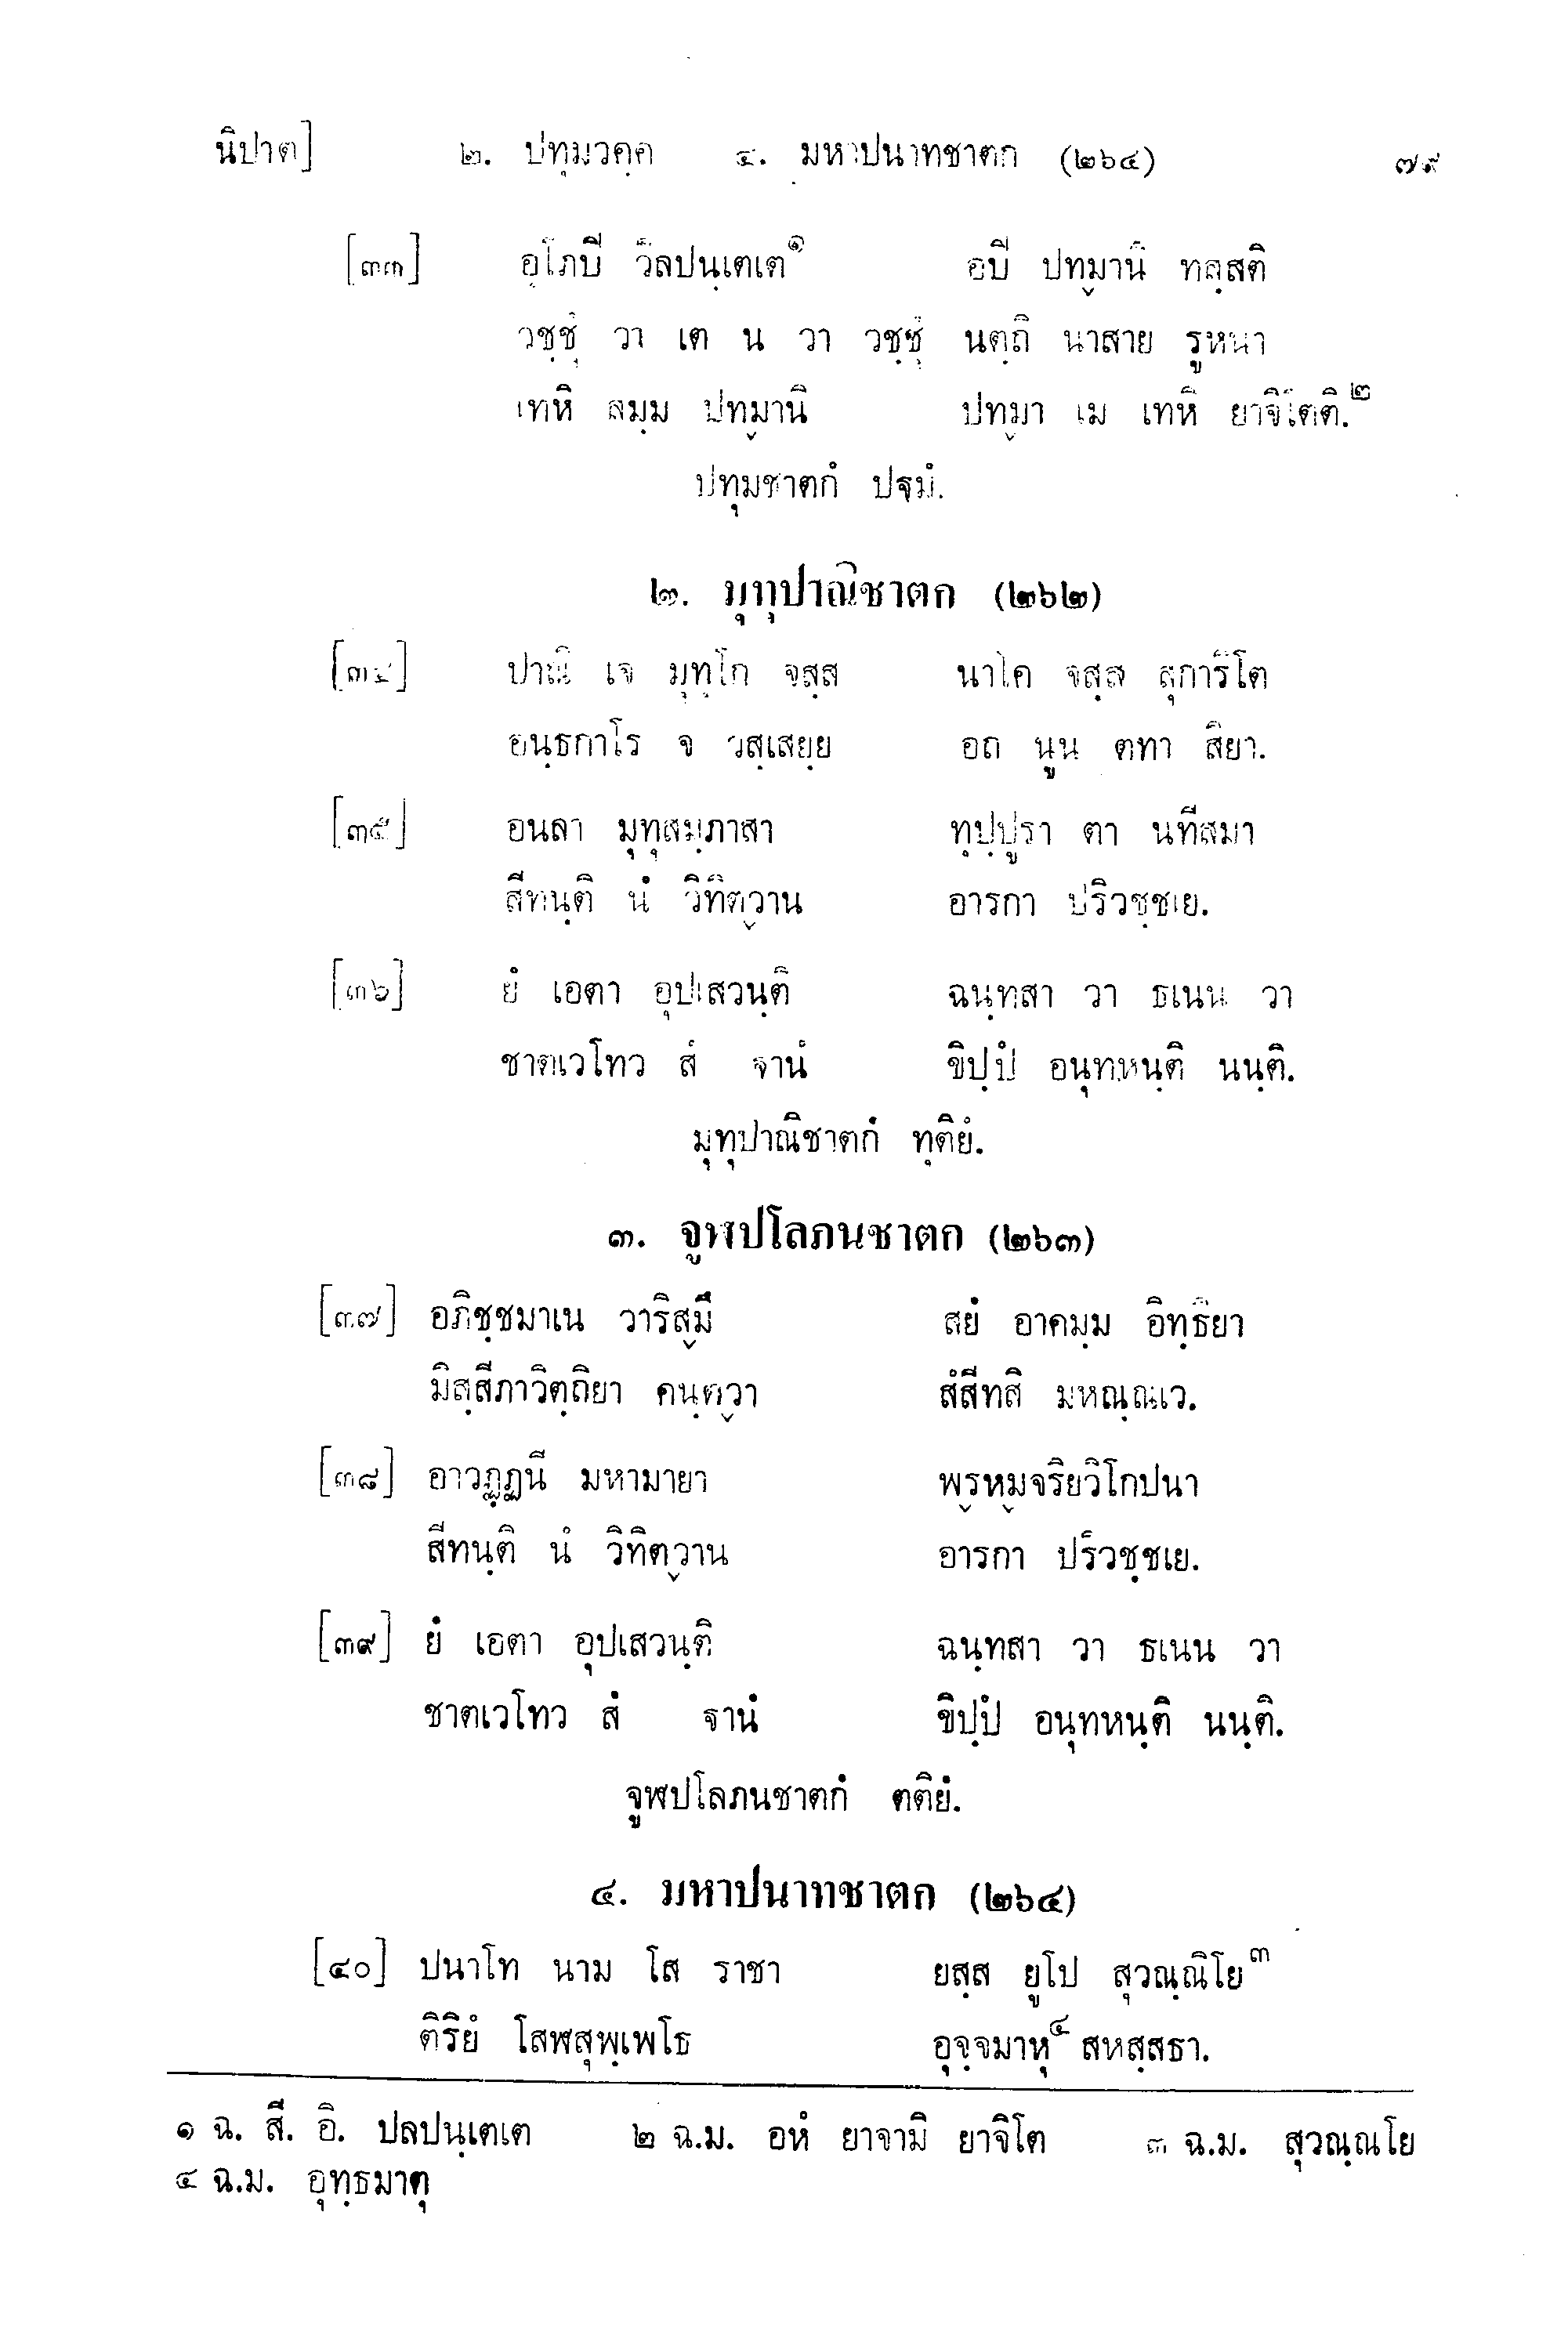 นิปาต] ๒. ปทุมวคฺค ๔. มหาปนาทชาตก (๒๖๔) ๗๙
[๓๓] อุโภปิ วิลปนฺเตเต๑ อปิ ปทฺมานิ ทสฺสติ
วชฺชุํ วา เต น วา วชฺชุํ นตฺถิ นาสาย รูหนา
เทหิ สมฺม ปทฺมานิ ปทฺมา เม เทหิ ยาจิโตติ.๒
ปทุมชาตกํ ปฐมํ.
๒. มุทุปาณิชาตก (๒๖๒)
[๓๔] ปาณิ เจ มุทุโก จสฺส นาโค จสฺส สุการิโต
อนฺธกาโร จ วสฺเสยฺย อถ นูน ตทา สิยา.
[๓๕] อนลา มุทุสมฺภาสา ทุปฺปูรา ตา นทีสมา
สีทนฺติ นํ วิทิตฺวาน อารกา ปริวชฺชเย.
[๓๖] ยํ เอตา อุปเสวนฺติ ฉนฺทสา วา ธเนน วา
ชาตเวโทว สํ ฐานํ ขิปฺปํ อนุทหนฺติ นนฺติ.
มุทุปาณิชาตกํ ทุติยํ.
๓. จูฬปโลภนชาตก (๒๖๓)
[๓๗] อภิชฺชมาเน วาริสฺมึ สยํ อาคมฺม อิทฺธิยา
มิสฺสีภาวิตฺถิยา คนฺตฺวา สํสีทสิ มหณฺณเว.
[๓๘] อาวฏฺฏนี มหามายา พฺรหฺมจริยวิโกปนา
สีทนฺติ นํ วิทิตฺวาน อารกา ปริวชฺชเย.
[๓๙] ยํ เอตา อุปเสวนฺติ ฉนฺทสา วา ธเนน วา
ชาตเวโทว สํ ฐานํ ขิปฺปํ อนุทหนฺติ นนฺติ.
จูฬปโลภนชาตกํ ตติยํ.
๔. มหาปนาทชาตก (๒๖๔)
[๔๐] ปนาโท นาม โส ราชา ยสฺส ยูโป สุวณฺณิโย๓
ติริยํ โสฬสุพฺเพโธ อุจฺจมาหุ๔ สหสฺสธา.
๑ ฉ. สี. อิ. ปลปนฺเตเต ๒ ฉ.ม. อหํ ยาจามิ ยาจิโต ๓ ฉ.ม. สุวณฺณโย
๔ ฉ.ม. อุทฺธมาตุ